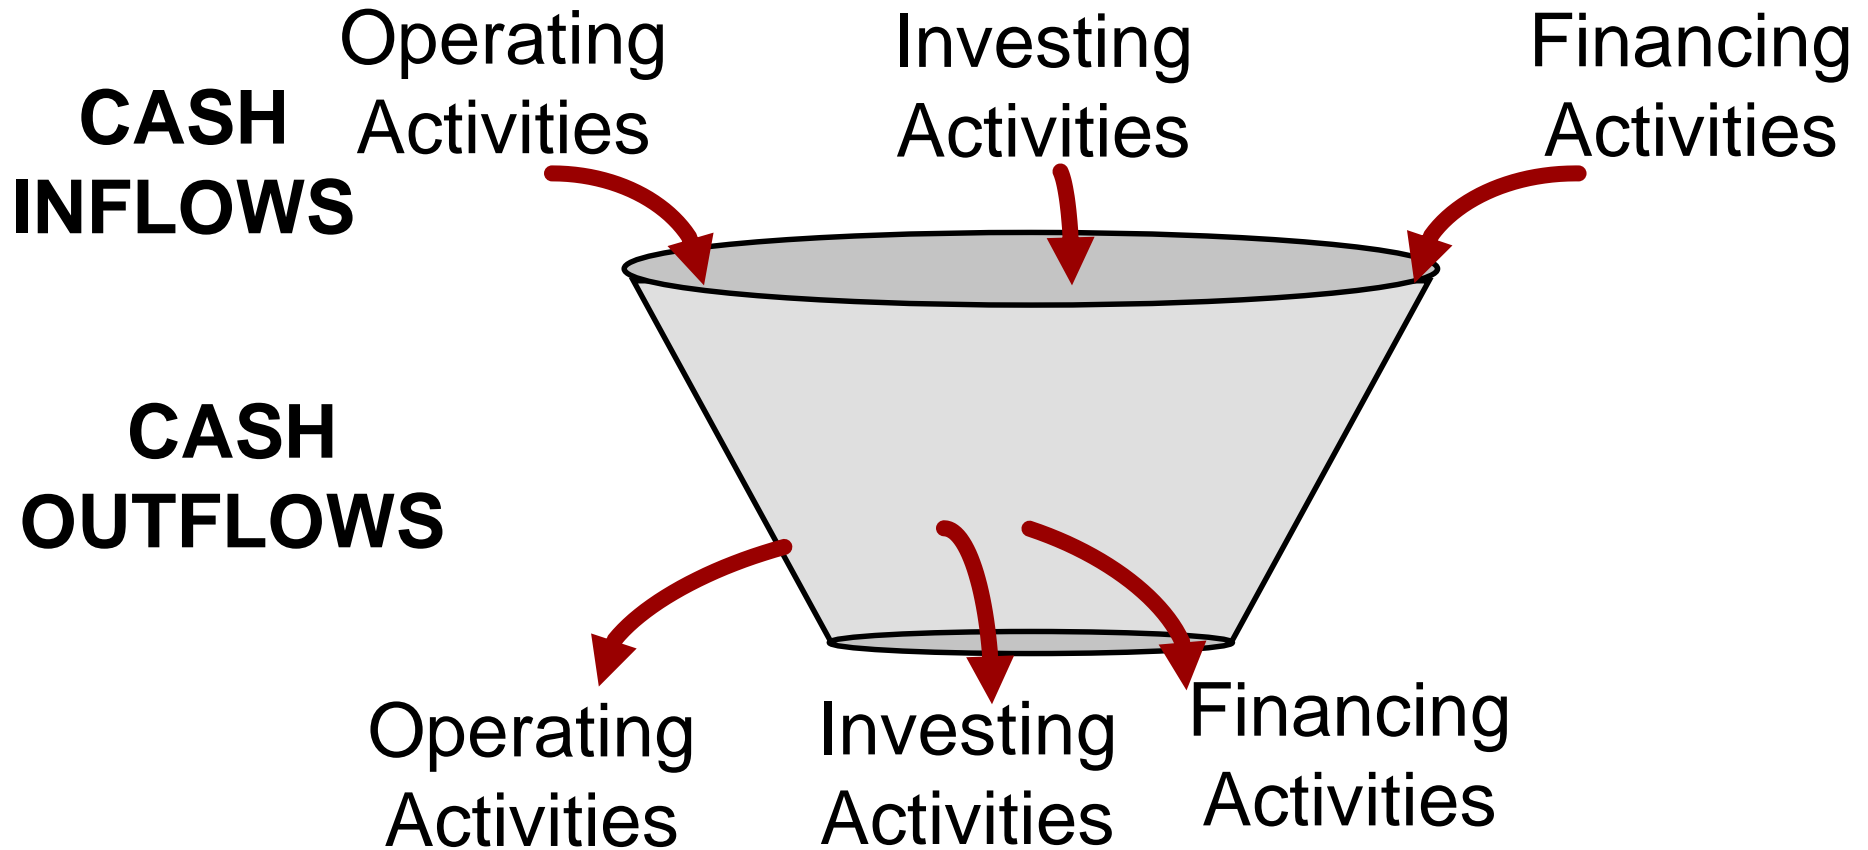 CASH
INFLOWS
Operating
Activities
Investing
Activities
Financing
Activities
CASH
OUTFLOWS
Operating
Activities
Investing
Activities
Financing
Activities